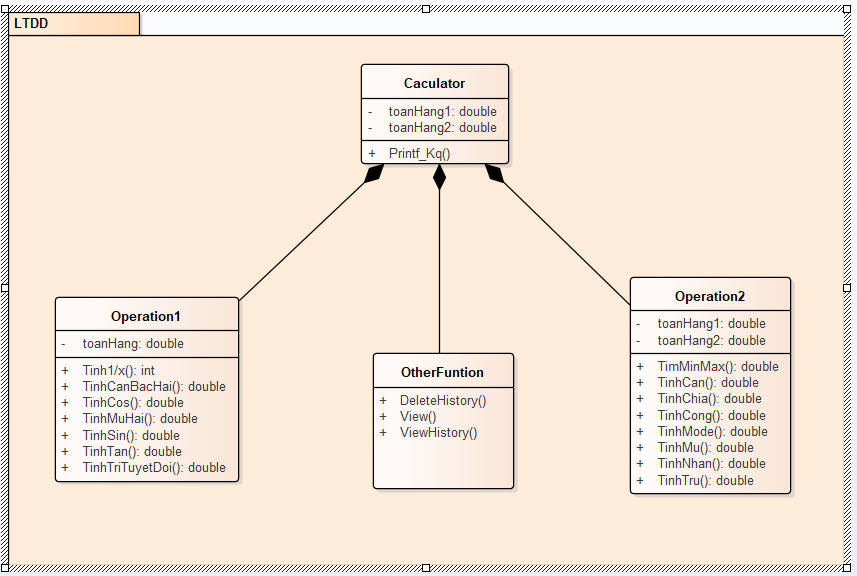 LTDD
Caculator
- toanHang1: double
- toanHang2: double
+ Printf_Kq()
Operation1
- toanHang: double
+ Tinh1/x(): int
+ TinhCanBacHai(): double
+ TinhCos(): double
+ TinhMuHai(): double
+ TinhSin(): double
+ TinhTan(): double
+ TinhTriTuyetDoi(): double
OtherFuntion
+ DeleteHistory()
+ View()
+ ViewHistory()
Operation2
- toanHang1: double
- toanHang2: double
+ TimMinMax(): double
+ TinhCan(): double
+ TinhChia(): double
+ TinhCong(): double
+ TinhMode(): double
+ TinhMu(): double
+ TinhNhan(): double
+ TinhTru(): double